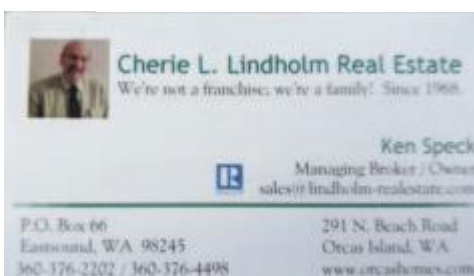 Cherie L. Lindholm Real Estate
We're not a franchise; we're a family! Since 1968.
Ken Speck
Managing Broker / Owner
sales@lindholm-realestate.com
P.O. Box 66
Eastsound, WA 98245
360-376-2202 / 360-376-4498
291 N. Beach Road
Orcas Island, WA
www.orcashomes.com